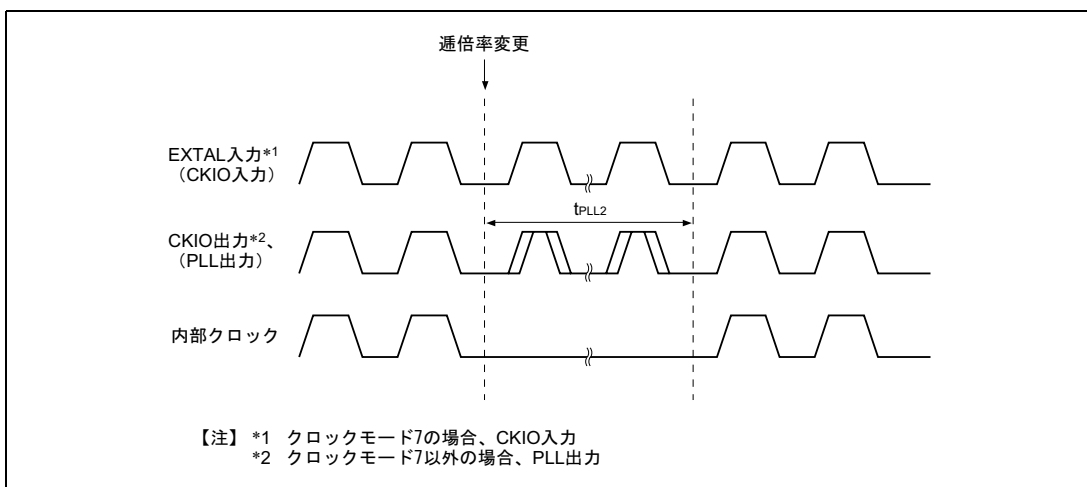 逓倍率変更
EXTAL入力*1
（CKIO入力）
tPLL2
CKIO出力*2、
（PLL出力）
内部クロック
【注】 *1 クロックモード7の場合、CKIO入力
*2 クロックモード7以外の場合、PLL出力